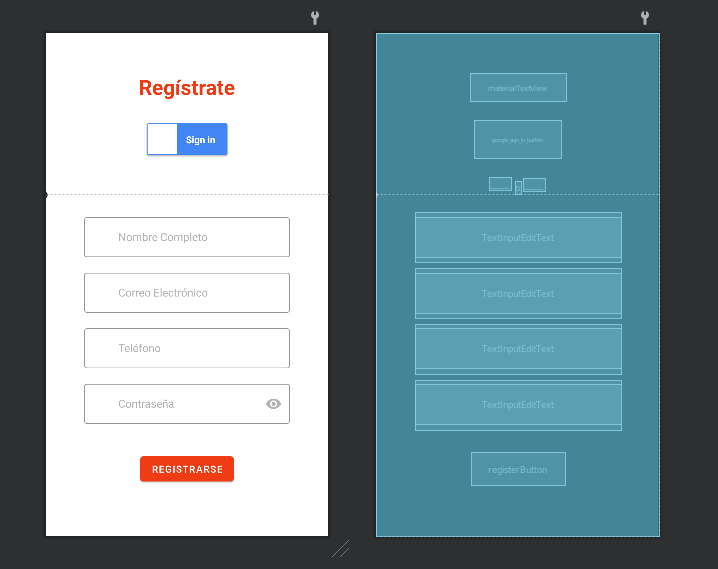 Regístrate
Sign in
Nombre Completo
Correo Electrónico
Teléfono
Contraseña
REGISTRARSE
materialTextView
google_sign_in_button
TextInputEditText
TextInputEditText
TextInputEditText
TextInputEditText
registerButton